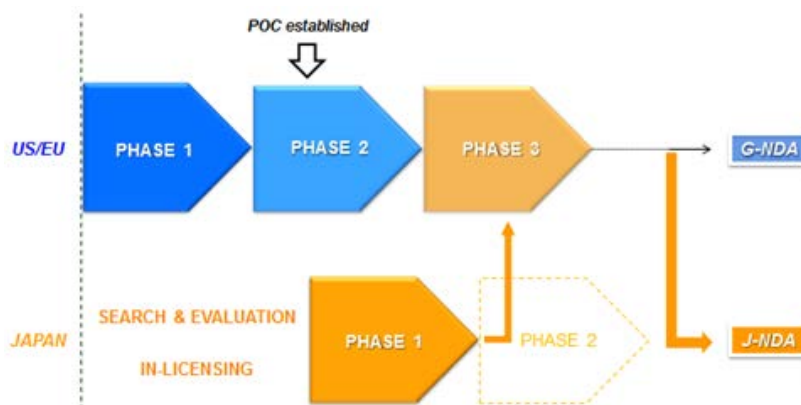 POC established
US/EU
PHASE 1
PHASE 2
PHASE 3
G-NDA
JAPAN
SEARCH & EVALUATION
IN-LICENSING
PHASE 1
PHASE 2
J-NDA